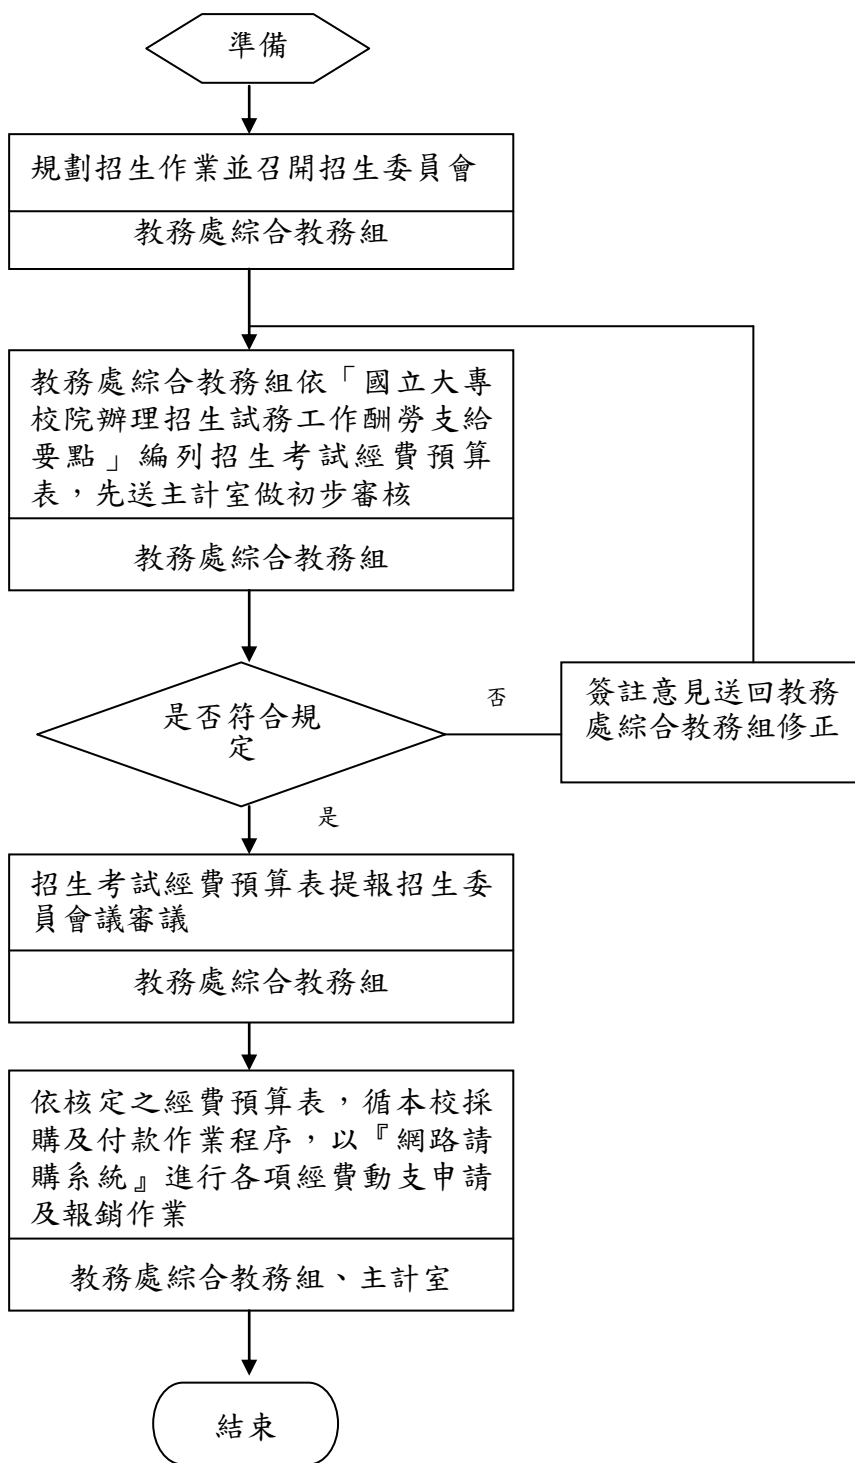 準備
規劃招生作業並召開招生委員會
教務處綜合教務組
教務處綜合教務組依「國立大專
校院辦理招生試務工作酬勞支給
要點」編列招生考試經費預算
表，先送主計室做初步審核
教務處綜合教務組
是否符合規
定
否
簽註意見送回教務
處綜合教務組修正
是
招生考試經費預算表提報招生委
員會議審議
教務處綜合教務組
依核定之經費預算表，循本校採
購及付款作業程序，以『網路請
購系統』進行各項經費動支申請
及報銷作業
教務處綜合教務組、主計室
結束